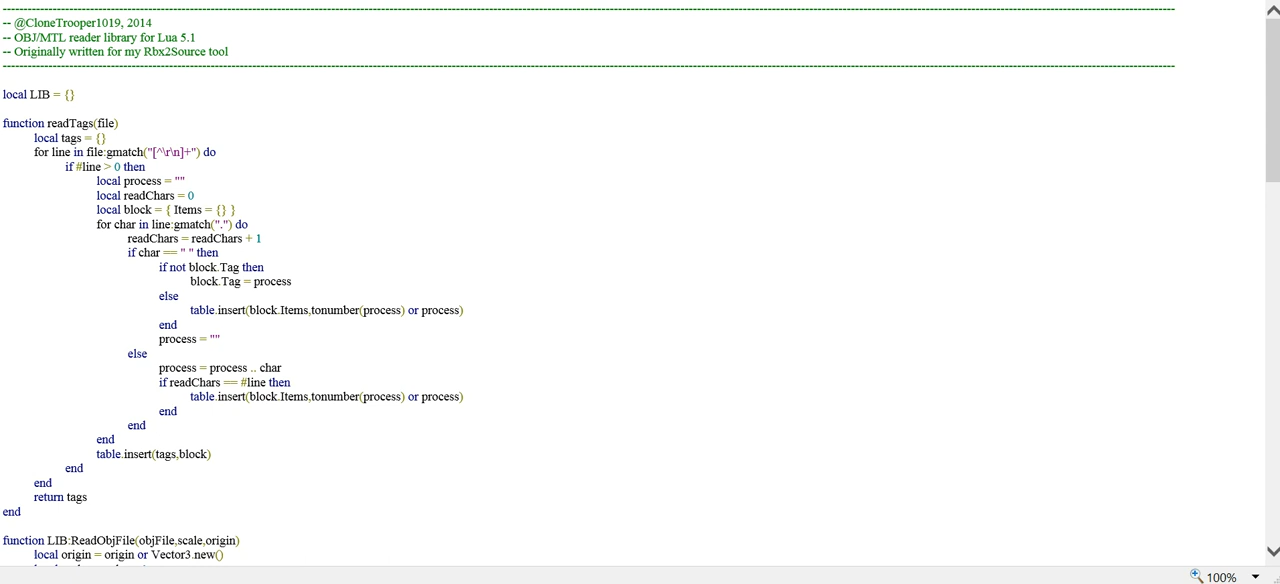 --------------------------------------------------------------------------------
-- @CloneTrooper1019, 2014
-- OBJ/MTL reader library for Lua 5.1
-- Originally written for my Rbx2Source tool
--------------------------------------------------------------------------------
local LIB = {}
function readTags(file)
local tags = {}
for line in file:gmatch("[^\r\n]+") do
if #line > 0 then
local process = ""
local readChars = 0
local block = { Items = {} }
for char in line:gmatch(".") do
readChars = readChars + 1
if char == " " then
if not block.Tag then
block.Tag = process
else
table.insert(block.Items,tonumber(process) or process)
end
process = ""
else
process = process .. char
if readChars == #line then
table.insert(block.Items,tonumber(process) or process)
end
end
end
table.insert(tags,block)
end
end
return tags
end
function LIB:ReadObjFile(objFile,scale,origin)
local origin = origin or Vector3.new()
100%